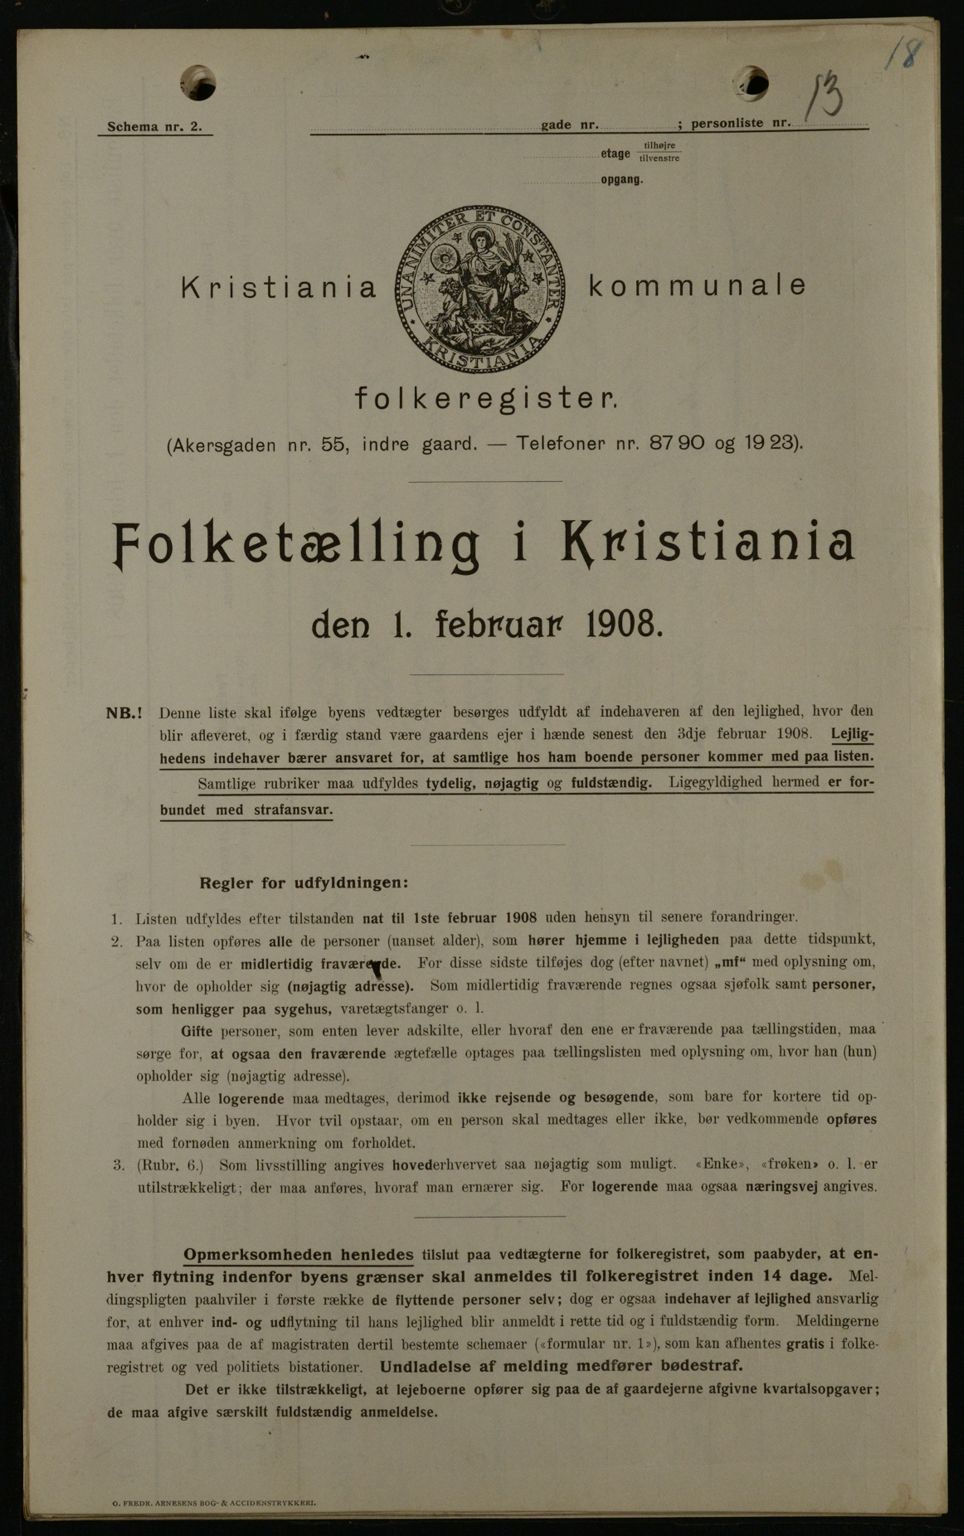 18
13
Schema nr. 2.
gade nr. ; personliste nr.
etage tilhøjre
tilvenstre
opgang.
UNANIMITER ET CONSTANTER
KRISTIANIA
Kristiania kommunale
folkeregister.
(Akersgaden nr. 55, indre gaard. — Telefoner nr. 8790 og 1923).
Folketælling i Kristiania
den 1. februar 1908.
NB.! Denne liste skal ifølge byens vedtægter besørges udfyldt af indehaveren af den lejlighed, hvor den
blir afleveret, og i færdig stand være gaardens ejer i hænde senest den 3dje februar 1908. Lejlig-
hedens indehaver bærer ansvaret for, at samtlige hos ham boende personer kommer med paa listen.
Samtlige rubriker maa udfyldes tydelig, nøjagtig og fuldstændig. Ligegyldighed hermed er for-
bundet med strafansvar.
Regler for udfyldningen:
1. Listen udfyldes efter tilstanden nat til 1ste februar 1908 uden hensyn til senere forandringer.
2. Paa listen opføres alle de personer (uanset alder), som hører hjemme i lejligheden paa dette tidspunkt,
selv om de er midlertidig fraværende. For disse sidste tilføjes dog (efter navnet) „mf“ med oplysning om,
hvor de opholder sig (nøjagtig adresse). Som midlertidig fraværende regnes ogsaa sjøfolk samt personer,
som henligger paa sygehus, varetægtsfanger o. l.
Gifte personer, som enten lever adskilte, eller hvoraf den ene er fraværende paa tællingstiden, maa
sørge for, at ogsaa den fraværende ægtefælle optages paa tællingslisten med oplysning om, hvor han (hun)
opholder sig (nøjagtig adresse).
Alle logerende maa medtages, derimod ikke rejsende og besøgende, som bare for kortere tid op-
holder sig i byen. Hvor tvil opstaar, om en person skal medtages eller ikke, bør vedkommende opføres
med fornøden anmerkning om forholdet.
3. (Rubr. 6.) Som livsstilling angives hovederhvervet saa nøjagtig som muligt. «Enke», «frøken» o. l. er
utilstrækkeligt; der maa anføres, hvoraf man ernærer sig. For logerende maa ogsaa næringsvej angives.
Opmerksomheden henledes tilslut paa vedtægterne for folkeregistret, som paabyder, at en-
hver flytning indenfor byens grænser skal anmeldes til folkeregistret inden 14 dage. Mel-
dingspligten paahviler i første række de flyttende personer selv; dog er ogsaa indehaver af lejlighed ansvarlig
for, at enhver ind- og udflytning til hans lejlighed blir anmeldt i rette tid og i fuldstændig form. Meldingerne
maa afgives paa de af magistraten dertil bestemte schemaer («formular nr. 1»), som kan afhentes gratis i folke-
registret og ved politiets bistationer. Undladelse af melding medfører bødestraf.
Det er ikke tilstrækkeligt, at lejeboerne opfører sig paa de af gaardejerne afgivne kvartalsopgaver;
de maa afgive særskilt fuldstændig anmeldelse.
O. FREDR. ARNESENS BOG- & ACCIDENSTRYKKERI.